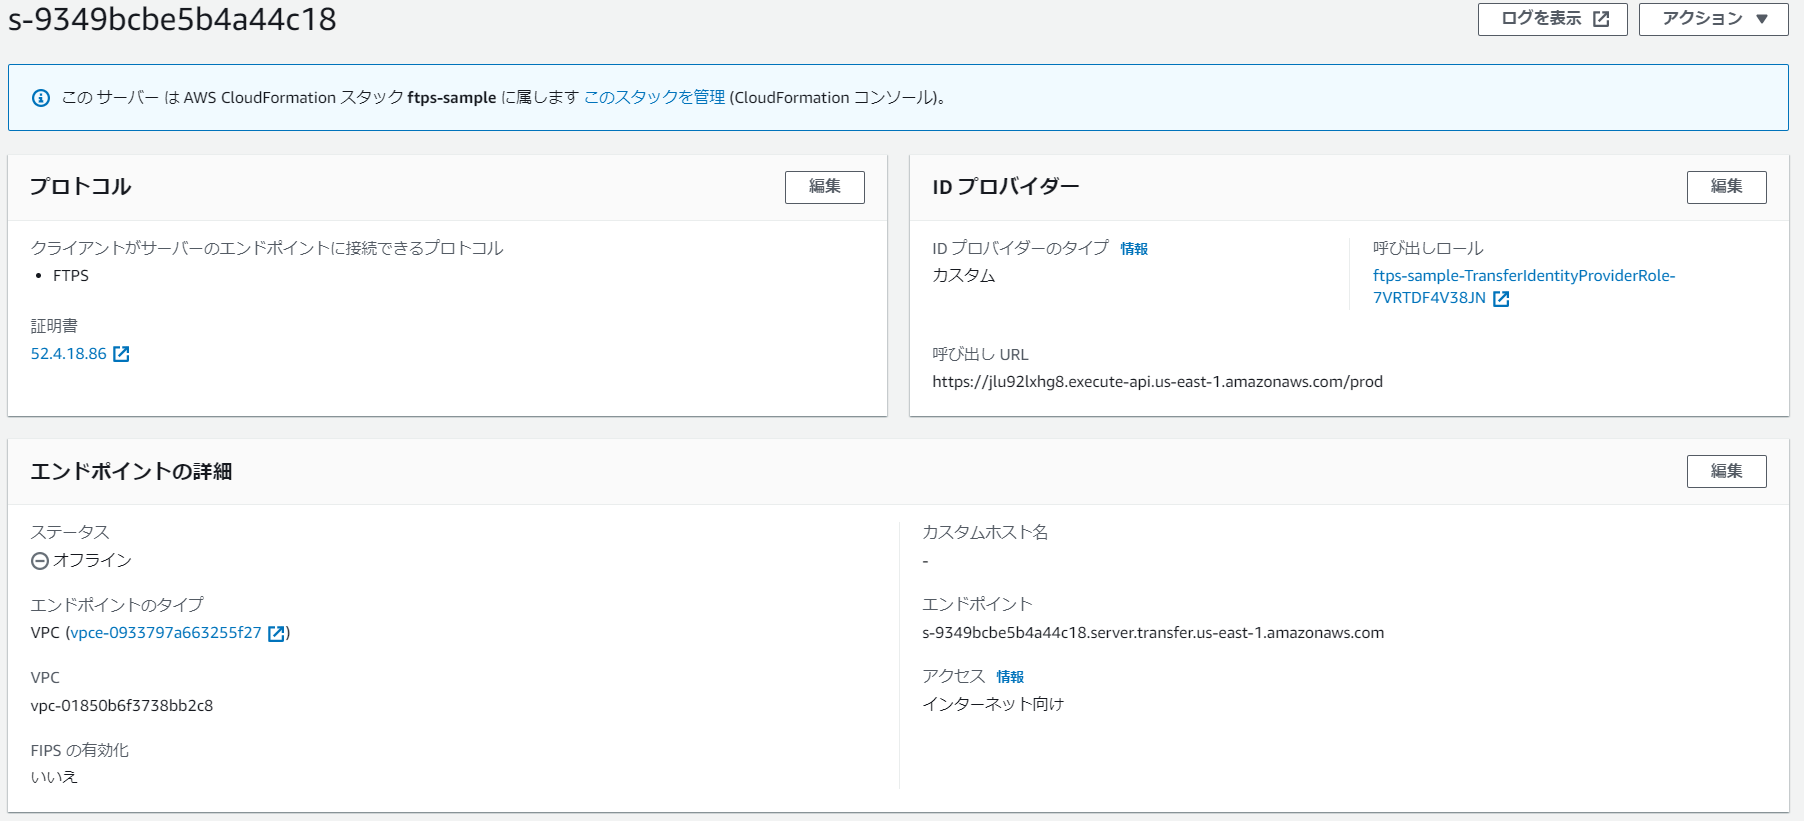 s-9349bcbe5b4a44c18
ログを表示
アクション ▼
この サーバー は AWS CloudFormation スタック ftps-sample に属します このスタックを管理 (CloudFormation コンソール)。
プロトコル
編集
クライアントがサーバーのエンドポイントに接続できるプロトコル
• FTPS
証明書
52.4.18.86
ID プロバイダー
編集
ID プロバイダーのタイプ 情報
カスタム
呼び出しロール
ftps-sample-TransferIdentityProviderRole-
7VRTDF4V38JN
呼び出し URL
https://jlu92lxhg8.execute-api.us-east-1.amazonaws.com/prod
エンドポイントの詳細
編集
ステータス
オフライン
エンドポイントのタイプ
VPC (vpce-0933797a663255f27)
VPC
vpc-01850b6f3738bb2c8
FIPS の有効化
いいえ
カスタムホスト名
-
エンドポイント
s-9349bcbe5b4a44c18.server.transfer.us-east-1.amazonaws.com
アクセス 情報
インターネット向け